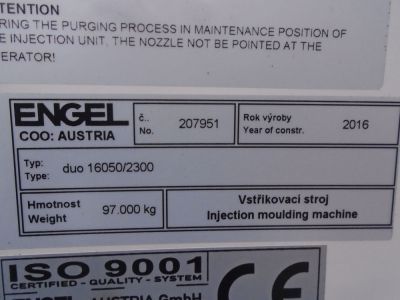 TENTION
RING THE PURGING PROCESS IN MAINTENANCE POSITION OF
E INJECTION UNIT, THE NOZZLE NOT BE POINTED AT THE
ERATOR!
ENGEL
COO: AUSTRIA
č..
No.
207951
Rok výroby
Year of constr.
2016
Typ:
Type:
duo 16050/2300
Hmotnost
Weight
97.000 kg
Vstřikovací stroj
Injection moulding machine
ISO 9001
CERTIFIED - QUALITY - SYSTEM
ENGEL AUSTRIA GmbH
CE